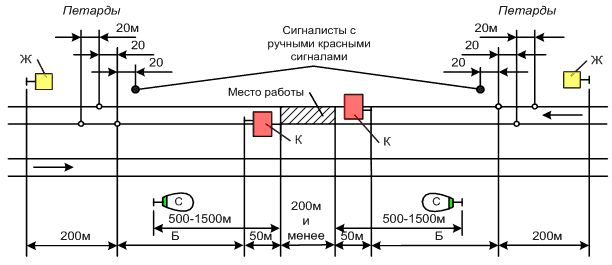 Петарды
Петарды
20м
20
20
Сигналисты с
ручными красными
сигналами
20м
20
20
Ж
Ж
Место работы
К
К
С
С
500-1500м
200м
и
менее
500-1500м
200м
Б
50м
50м
Б
200м